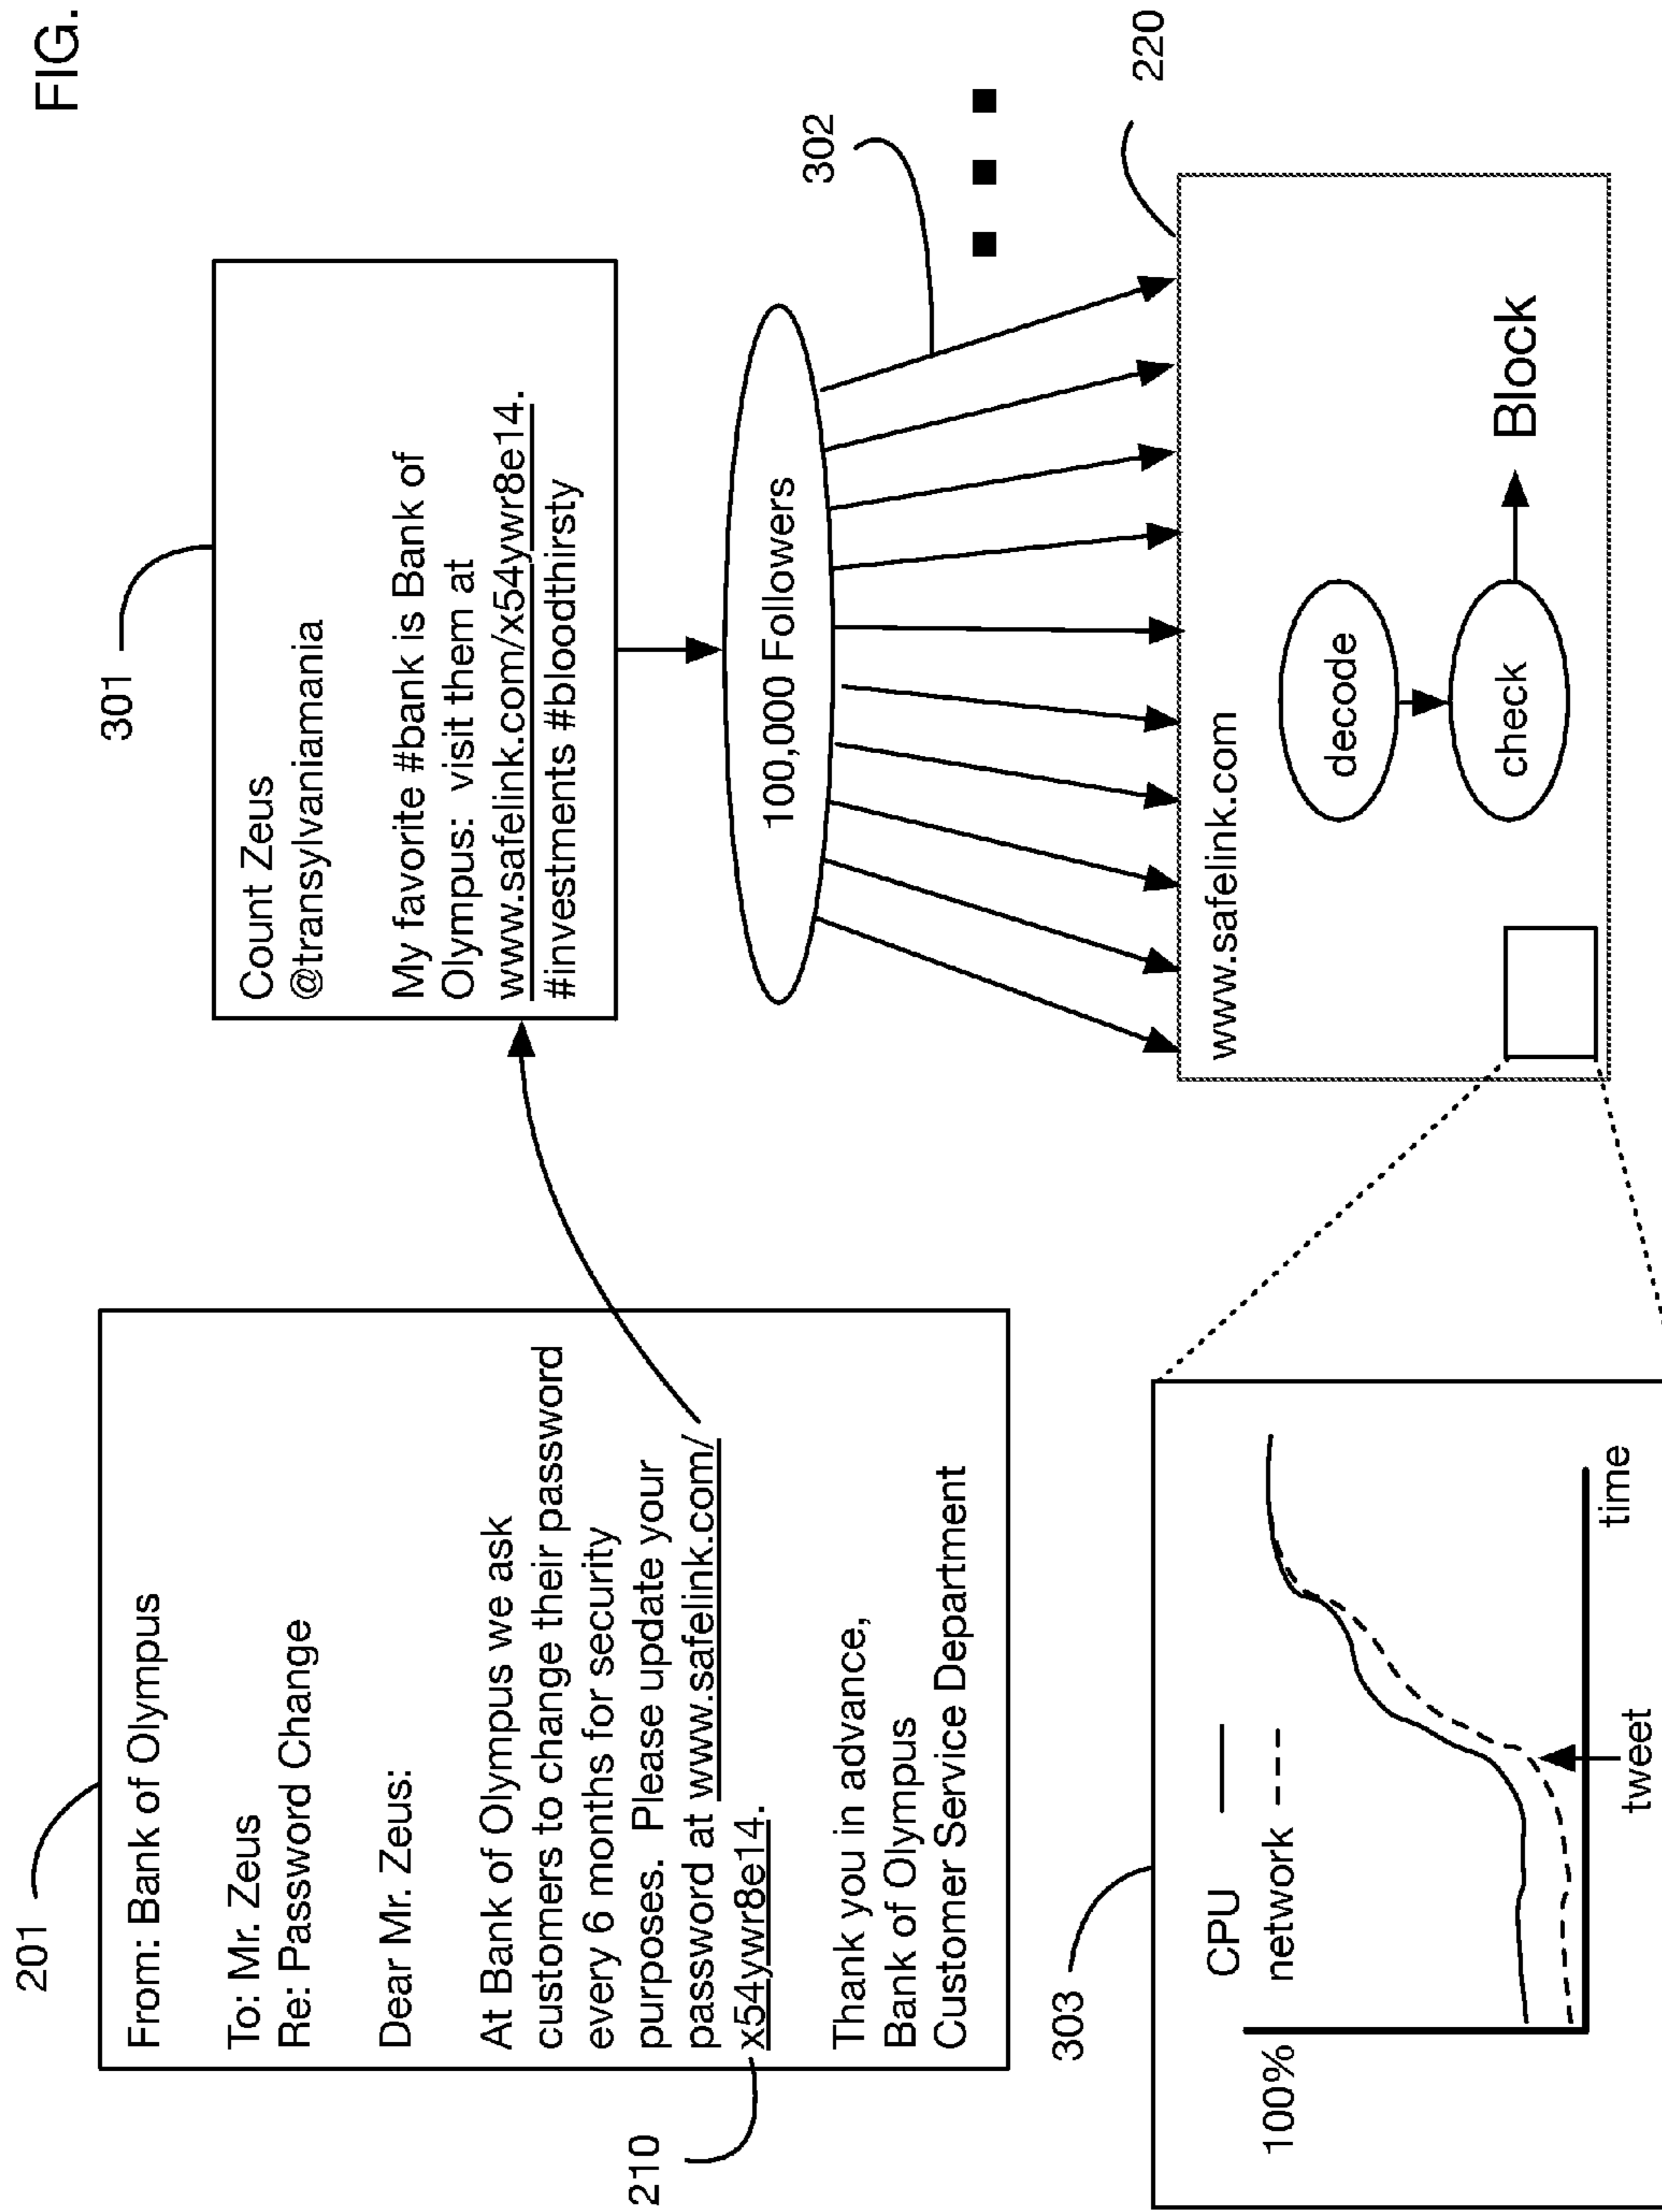 FIG.
201
From: Bank of Olympus
To: Mr. Zeus
Re: Password Change
Dear Mr. Zeus:
At Bank of Olympus we ask
customers to change their password
every 6 months for security
purposes.  Please update your
password at www.safelink.com/
x54ywr8e14.
Thank you in advance,
Bank of Olympus
Customer Service Department
210
301
Count Zeus
@transylvaniamania
My favorite #bank is Bank of
Olympus:  visit them at
www.safelink.com/x54ywr8e14.
#investments #bloodthirsty
100,000 Followers
302
220
www.safelink.com
decode
check
Block
303
100%
CPU
network
tweet
time